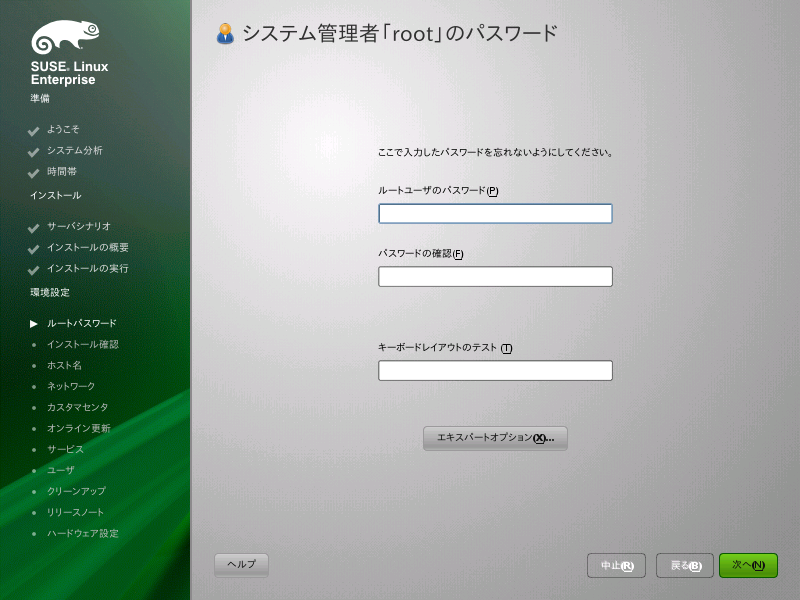 SUSE® Linux
Enterprise
準備
ようこそ
システム分析
時間帯
インストール
サーバシナリオ
インストールの概要
インストールの実行
環境設定
ルートパスワード
インストール確認
ホスト名
ネットワーク
カスタマセンタ
オンライン更新
サービス
ユーザ
クリーンアップ
リリースノート
ハードウェア設定
システム管理者「root」のパスワード
ここで入力したパスワードを忘れないようにしてください。
ルートユーザのパスワード(P)
パスワードの確認(F)
キーボードレイアウトのテスト (T)
エキスパートオプション(X)...
ヘルプ
中止(R)
戻る(B)
次へ(N)